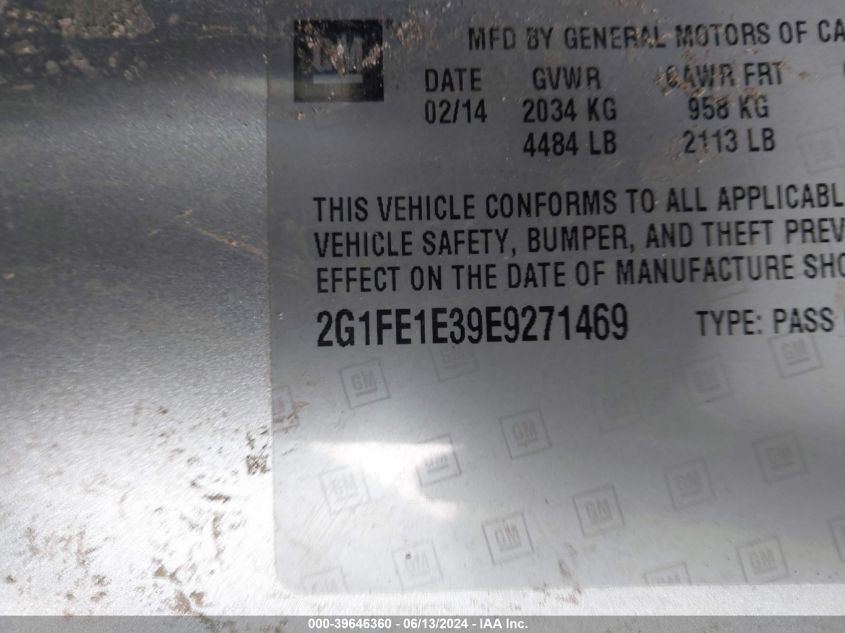 GM
MFD BY GENERAL MOTORS OF CA
DATE GVWR GAWR FRT
02/14 2034 KG 958 KG
4484 LB 2113 LB
THIS VEHICLE CONFORMS TO ALL APPLICABL
VEHICLE SAFETY, BUMPER, AND THEFT PREV
EFFECT ON THE DATE OF MANUFACTURE SHO
2G1FE1E39E9271469 TYPE: PASS
000-39646360 - 06/13/2024 - IAA Inc.